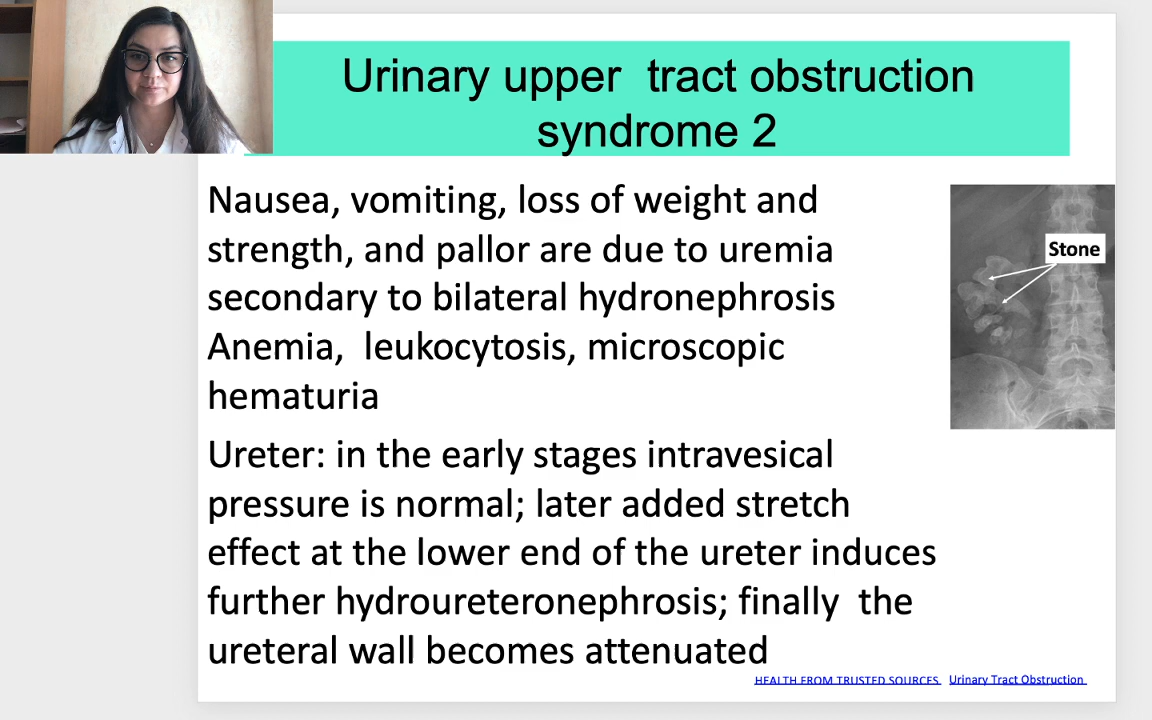 Urinary upper  tract obstruction
syndrome 2
Nausea, vomiting, loss of weight and
strength, and pallor are due to uremia
secondary to bilateral hydronephrosis
Anemia,  leukocytosis, microscopic
hematuria
Stone
Ureter: in the early stages intravesical
pressure is normal; later added stretch
effect at the lower end of the ureter induces
further hydroureteronephrosis; finally  the
ureteral wall becomes attenuated
HEALTH FROM TRUSTED SOURCES  Urinary Tract Obstruction